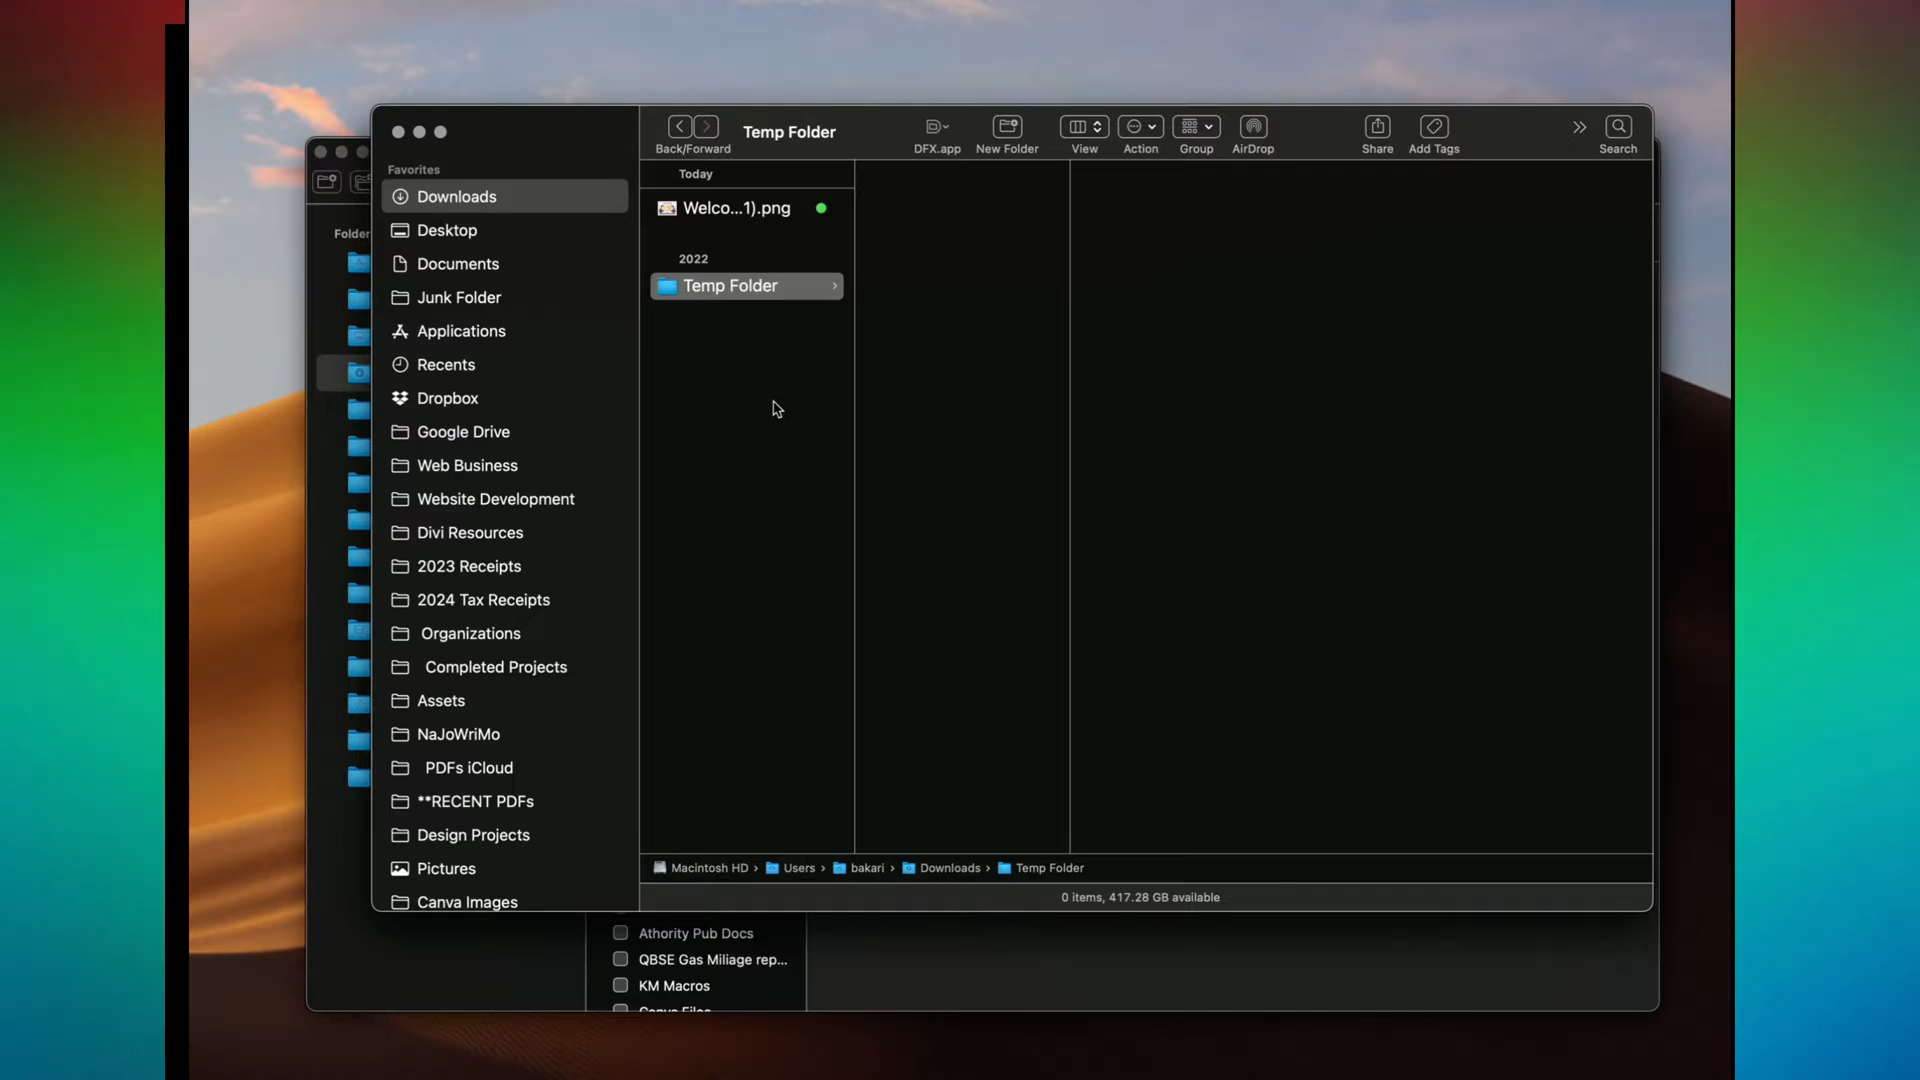 Temp Folder
Back/Forward
DFX.app
New Folder
View
Action
Group
AirDrop
Share
Add Tags
Search
Favorites
Downloads
Desktop
Documents
Junk Folder
Applications
Recents
Dropbox
Google Drive
Web Business
Website Development
Divi Resources
2023 Receipts
2024 Tax Receipts
Organizations
Completed Projects
Assets
NaJoWriMo
PDFs iCloud
**RECENT PDFs
Design Projects
Pictures
Canva Images
Today
Welco...1).png
2022
Temp Folder
Macintosh HD › Users › bakari › Downloads › Temp Folder
0 items, 417.28 GB available
Folder
Athority Pub Docs
QBSE Gas Miliage rep...
KM Macros